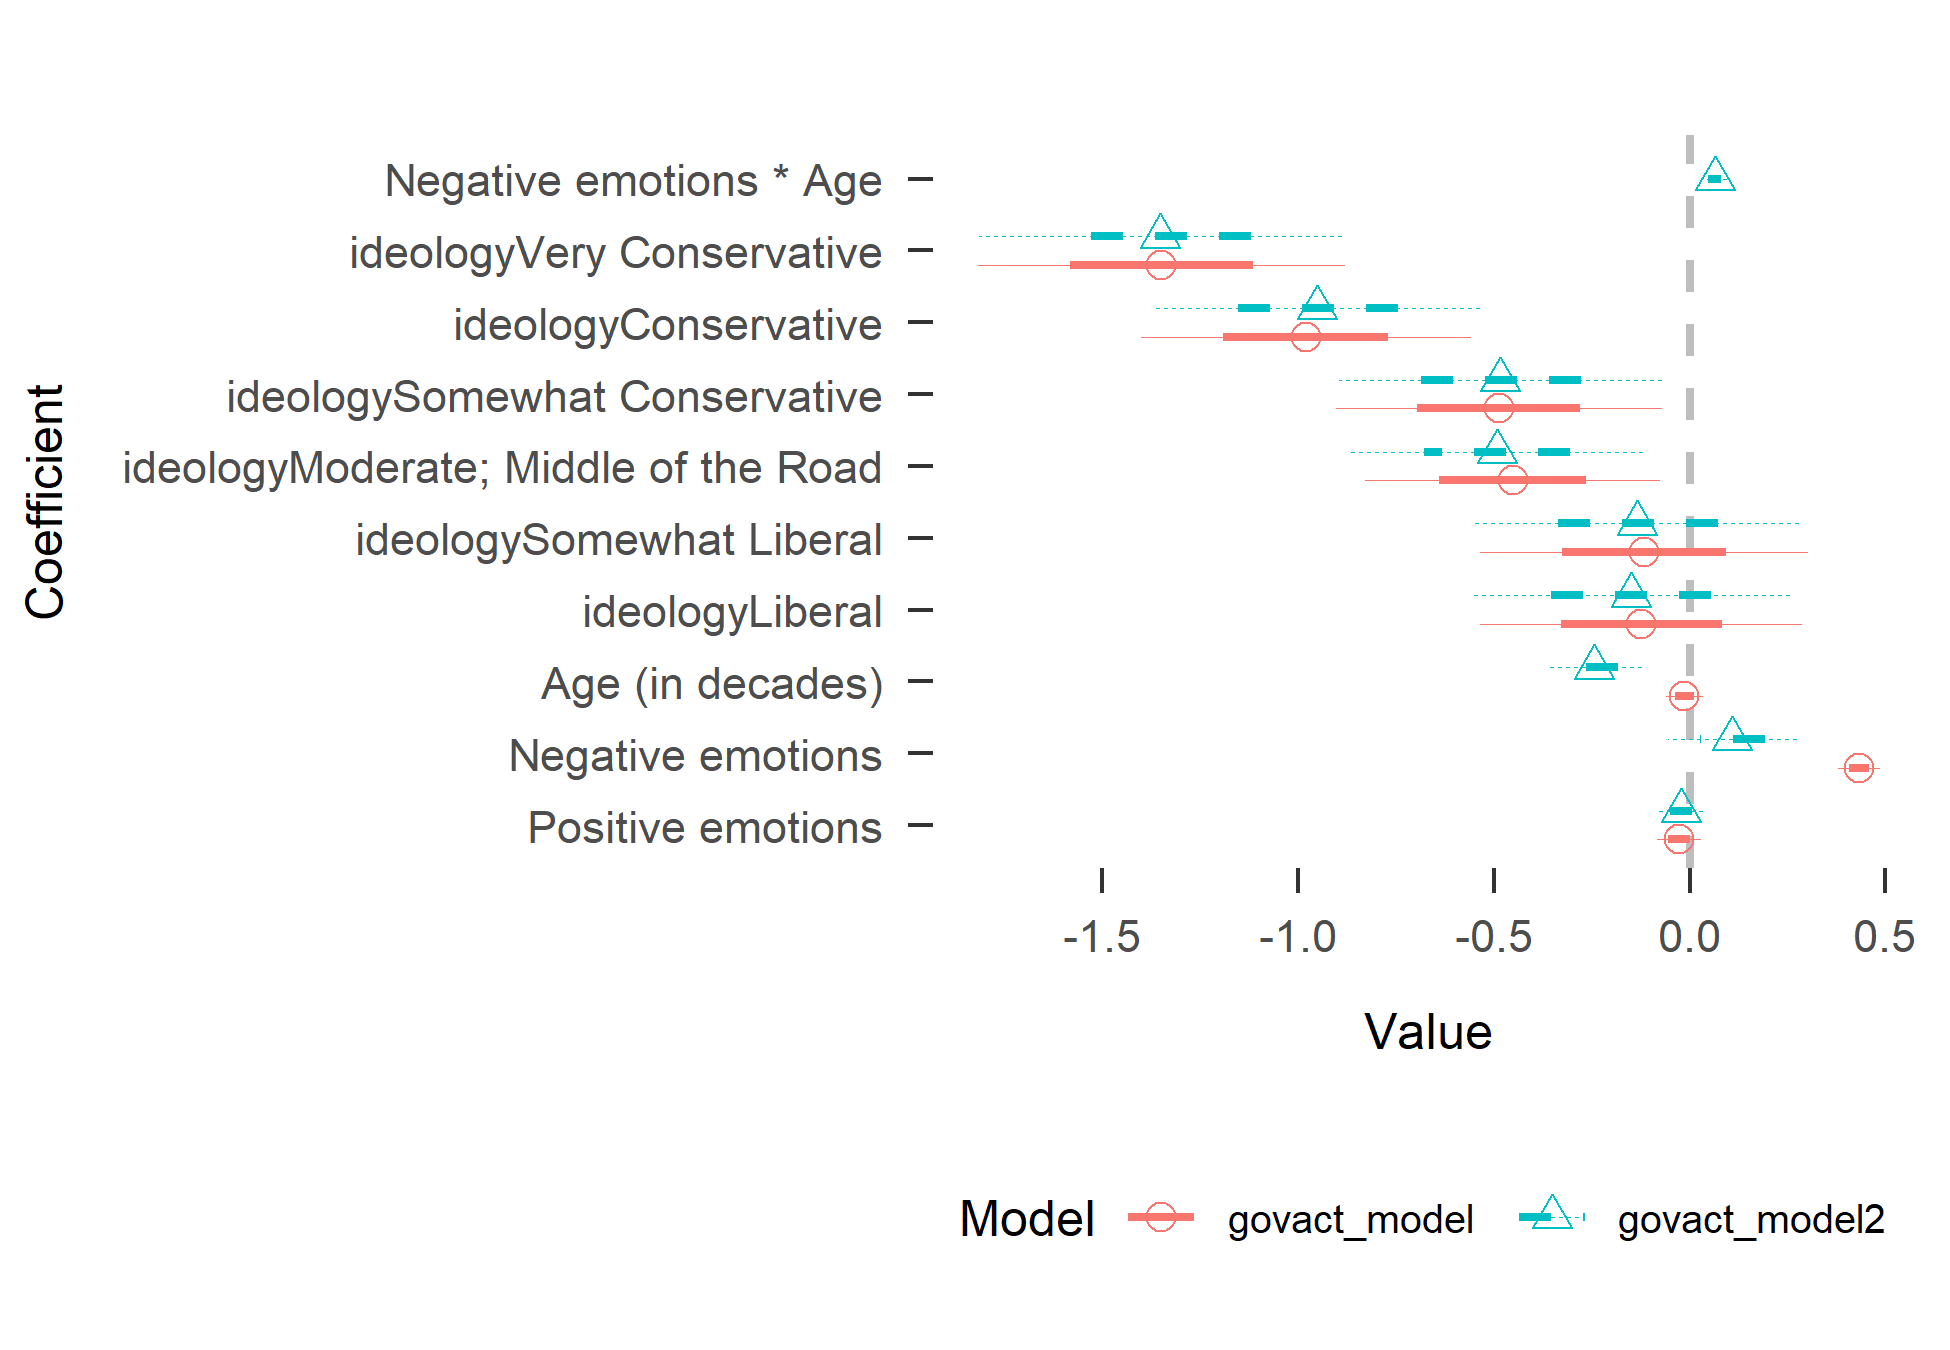 Coefficient
Negative emotions * Age
ideologyVery Conservative
ideologyConservative
ideologySomewhat Conservative
ideologyModerate; Middle of the Road
ideologySomewhat Liberal
ideologyLiberal
Age (in decades)
Negative emotions
Positive emotions
-1.5 -1.0 -0.5 0.0 0.5
Value
Model govact_model govact_model2